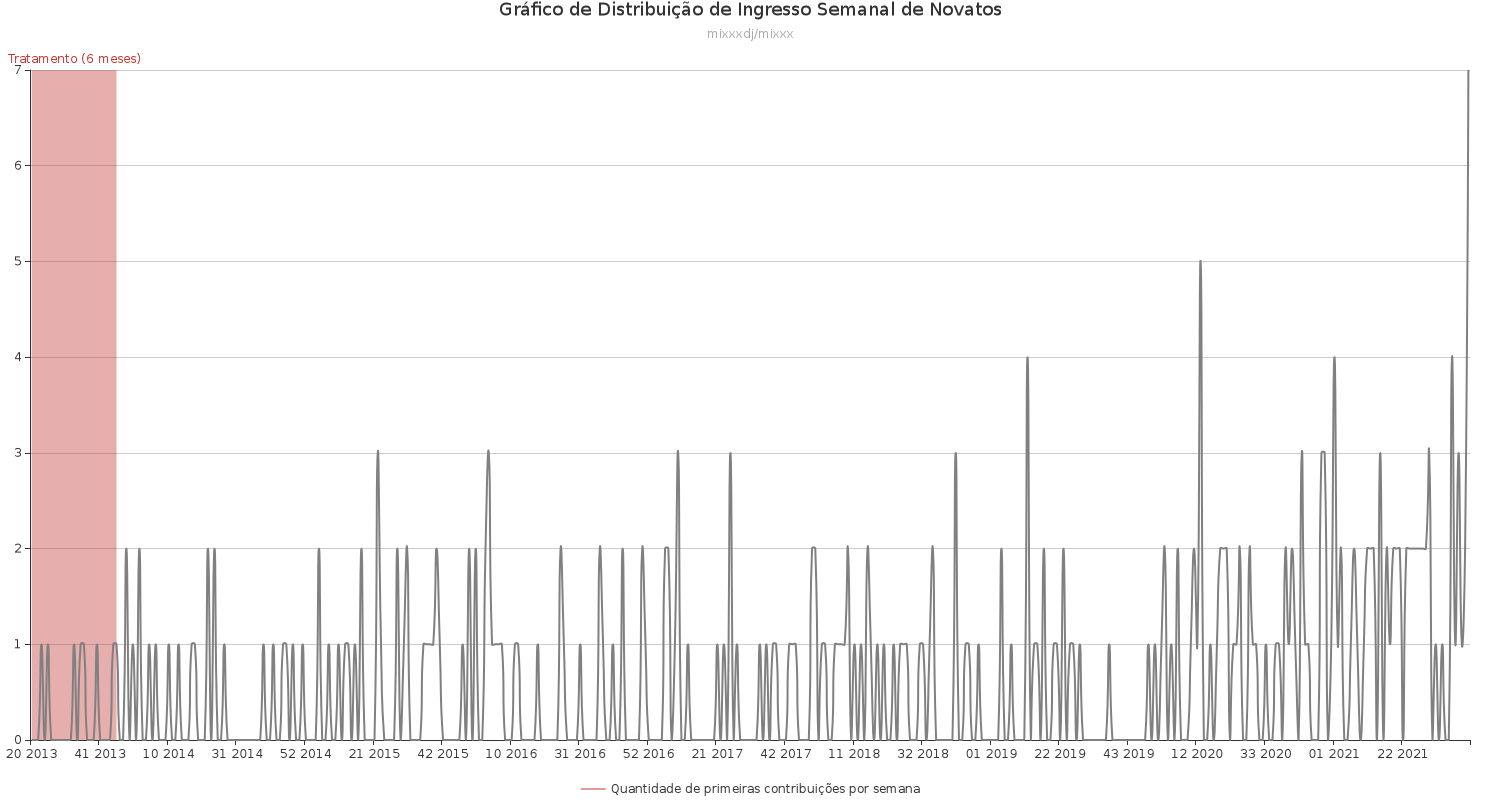 Gráfico de Distribuição de Ingresso Semanal de Novatos
mixxxdj/mixxx
Tratamento (6 meses)
7
6
5
4
3
2
1
0
20 2013 41 2013 10 2014 31 2014 52 2014 21 2015 42 2015 10 2016 31 2016 52 2016 21 2017 42 2017 11 2018 32 2018 01 2019 22 2019 43 2019 12 2020 33 2020 01 2021 22 2021
Quantidade de primeiras contribuições por semana